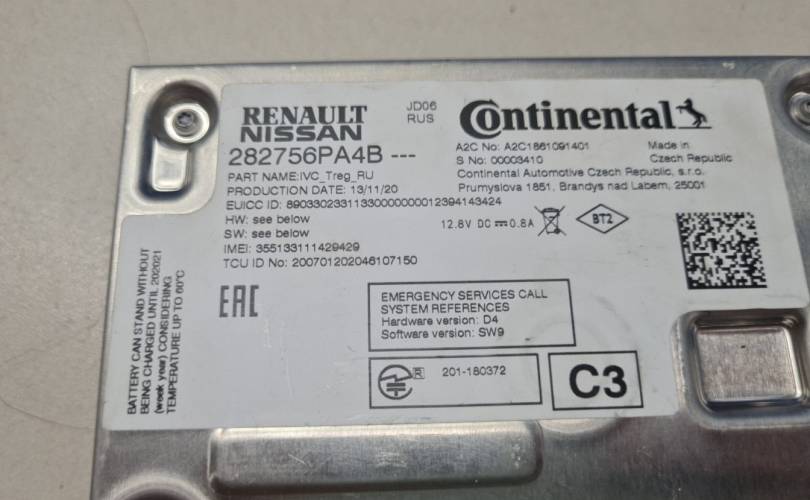 RENAULT
NISSAN
JD06
RUS
Continental
282756PA4B ---
A2C No: A2C1861091401
S No: 00003410
Made in
Czech Republic
Continental Automotive Czech Republic, s.r.o.
Prumyslova 1851, Brandys nad Labem, 25001
PART NAME:IVC_Treg_RU
PRODUCTION DATE: 13/11/20
EUICC ID: 89033023311330000000012394143424
HW: see below
SW: see below
12.8V DC 0.8A
BT2
IMEI: 355133111429429
TCU ID No: 200701202046107150
EAC
EMERGENCY SERVICES CALL
SYSTEM REFERENCES
Hardware version: D4
Software version: SW9
R 201-180372
C3
BATTERY CAN STAND WITHOUT
BEING CHARGED UNTIL 202021
(week year) CONSIDERING
TEMPERATURE UP TO 60°C